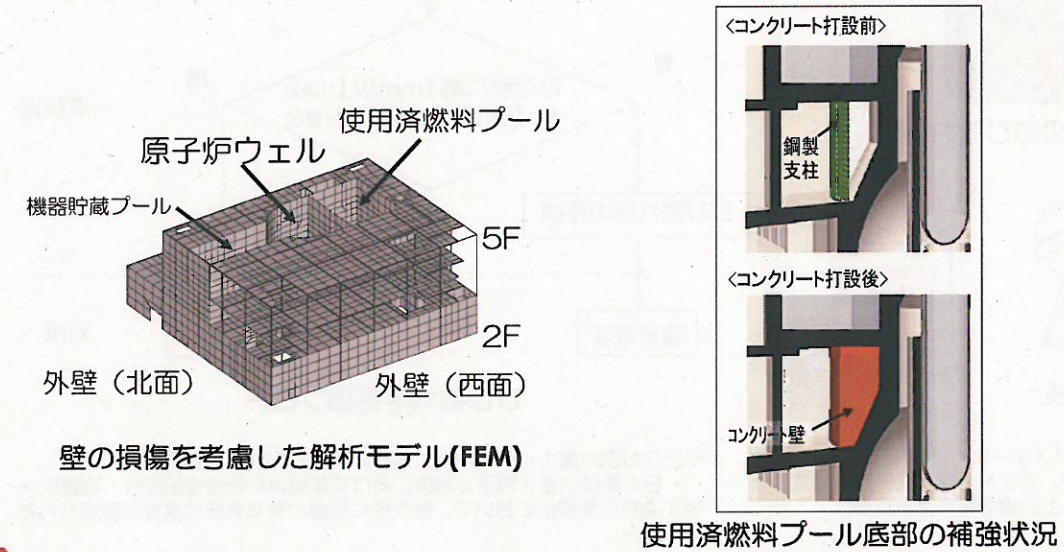 使用済燃料プール
原子炉ウェル
機器貯蔵プール
5F
2F
外壁（北面）
外壁（西面）
壁の損傷を考慮した解析モデル(FEM)
<コンクリート打設前>
鋼製
支柱
<コンクリート打設後>
コンクリート壁
使用済燃料プール底部の補強状況